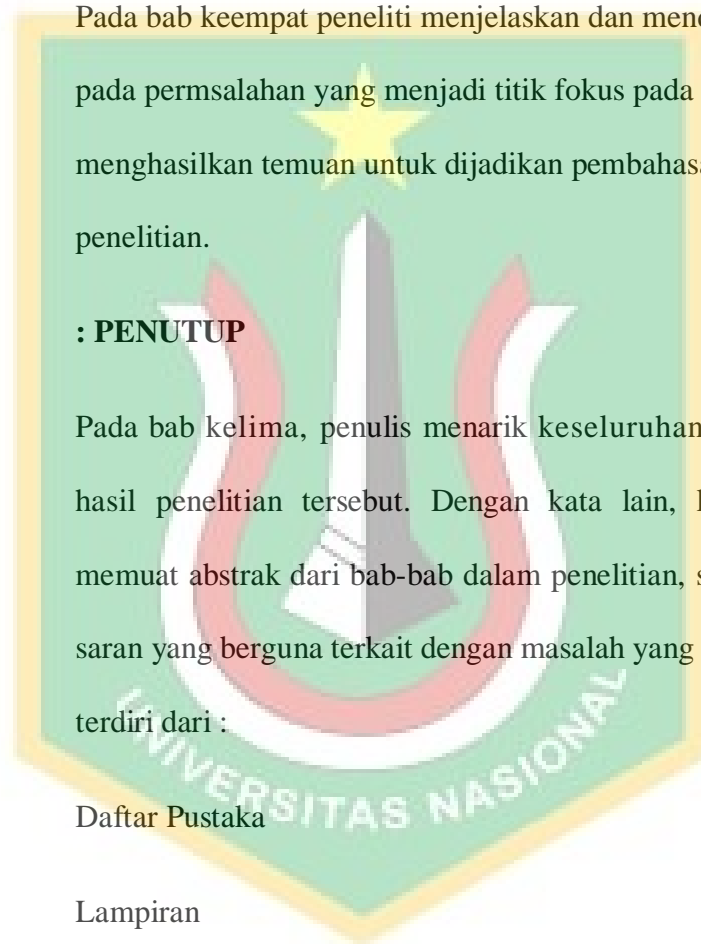 Pada bab keempat peneliti menjelaskan dan
pada permsalahan yang menjadi titik fokus pada
menghasilkan temuan untuk dijadikan
penelitian.
: PENUTUP
Pada bab kelima, penulis menarik keseluruhan
hasil penelitian tersebut. Dengan kata lain,
memuat abstrak dari bab-bab dalam penelitian,
saran yang berguna terkait dengan masalah yang
terdiri dari :
Daftar Pustaka
Lampiran
UNIVERSITAS NASIONAL